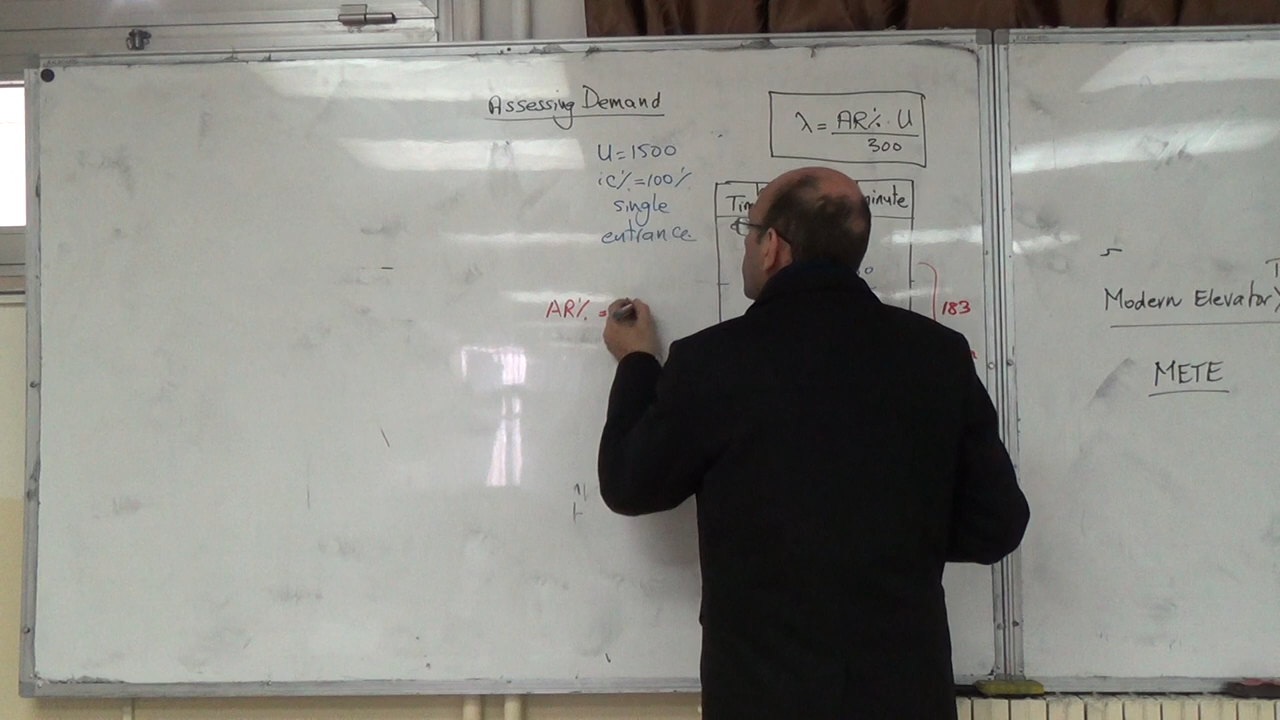 Assessing Demand
λ = AR% · U
300
U=1500
ic%=100%
single
entrance
AR% =
183
Modern Elevator
METE